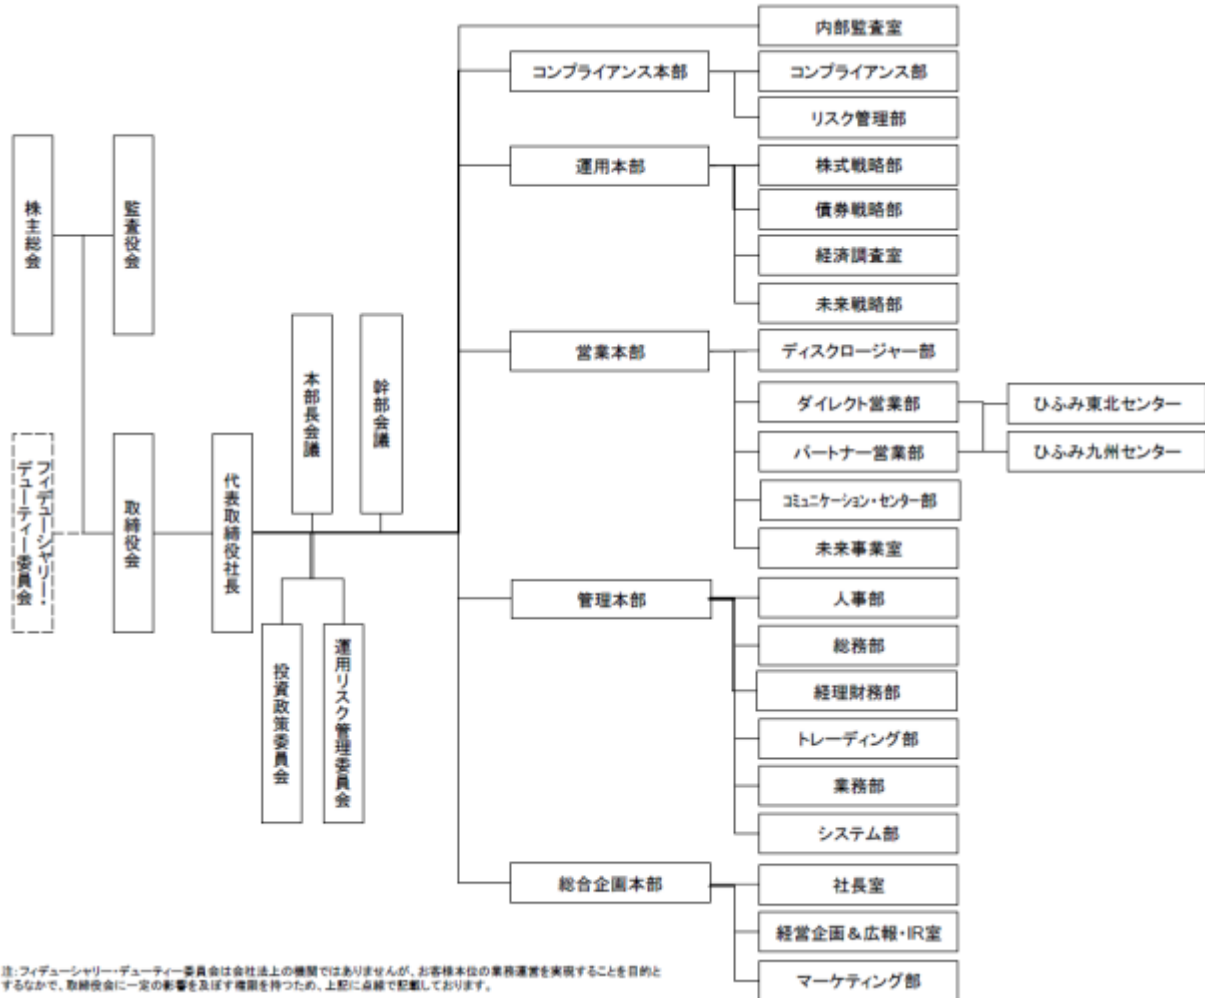 株主総会
監査役会
フィデューシャリー・
デューティー委員会
取締役会
代表取締役社長
本部長会議
幹部会議
投資政策委員会
運用リスク管理委員会
内部監査室
コンプライアンス本部
コンプライアンス部
リスク管理部
運用本部
株式戦略部
債券戦略部
経済調査室
未来戦略部
営業本部
ディスクロージャー部
ダイレクト営業部
ひふみ東北センター
パートナー営業部
ひふみ九州センター
コミュニケーション・センター部
未来事業室
管理本部
人事部
総務部
経理財務部
トレーディング部
業務部
システム部
総合企画本部
社長室
経営企画＆広報・IR室
マーケティング部
注:フィデューシャリー・デューティー委員会は会社法上の機関ではありませんが、お客様本位の業務運営を実現することを目的と
するなかで、取締役会に一定の影響を及ぼす権限を持つため、上記に点線で記載しております。